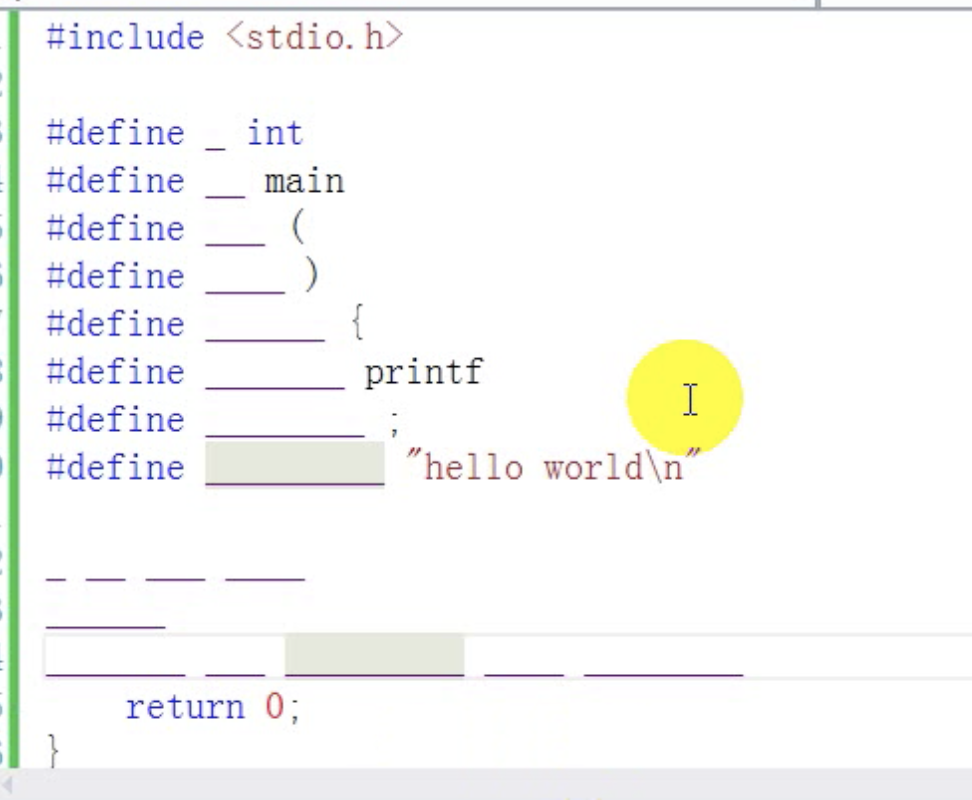 #include <stdio.h>
#define _ int
#define __ main
#define ___ (
#define ____ )
#define ______ {
#define _______ printf
#define ________ ;
#define _________ "hello world\n"
_ __ ___ ____
______
_______ ___ _________ ____ ________
return 0;
}